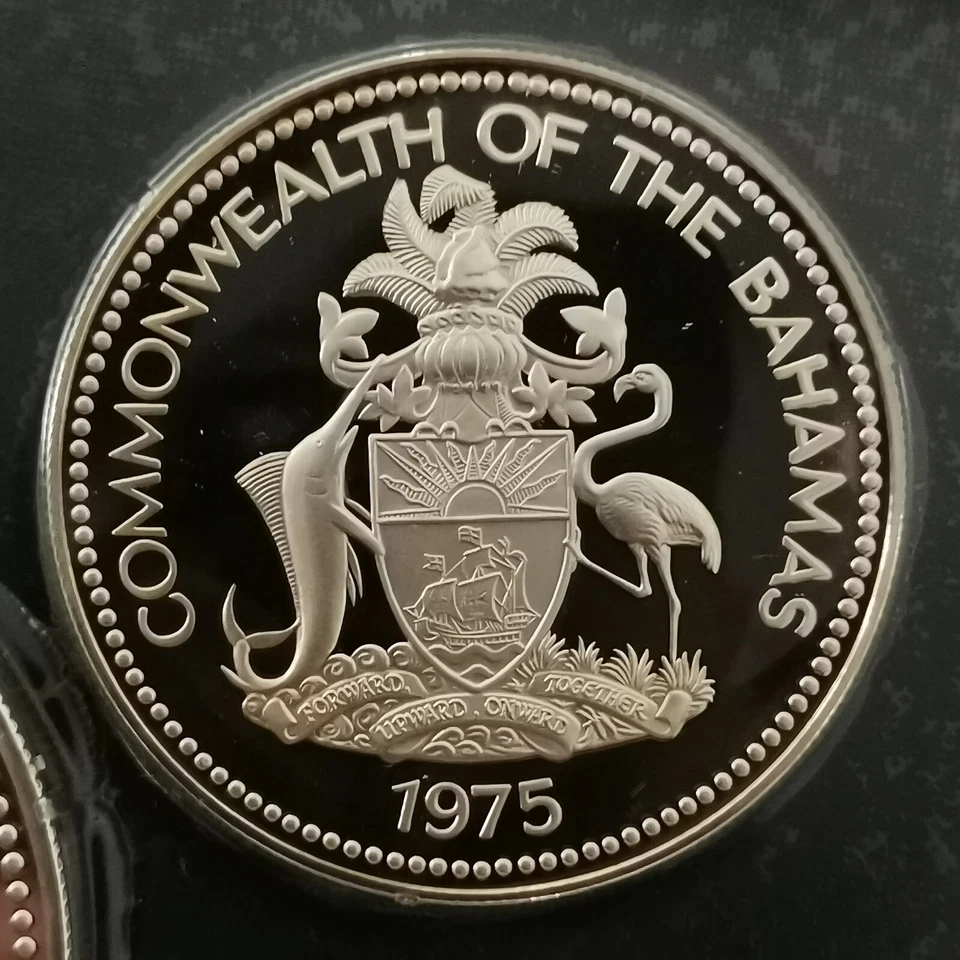 COMMONWEALTH OF THE BAHAMAS
FORWARD, UPWARD, ONWARD TOGETHER
1975